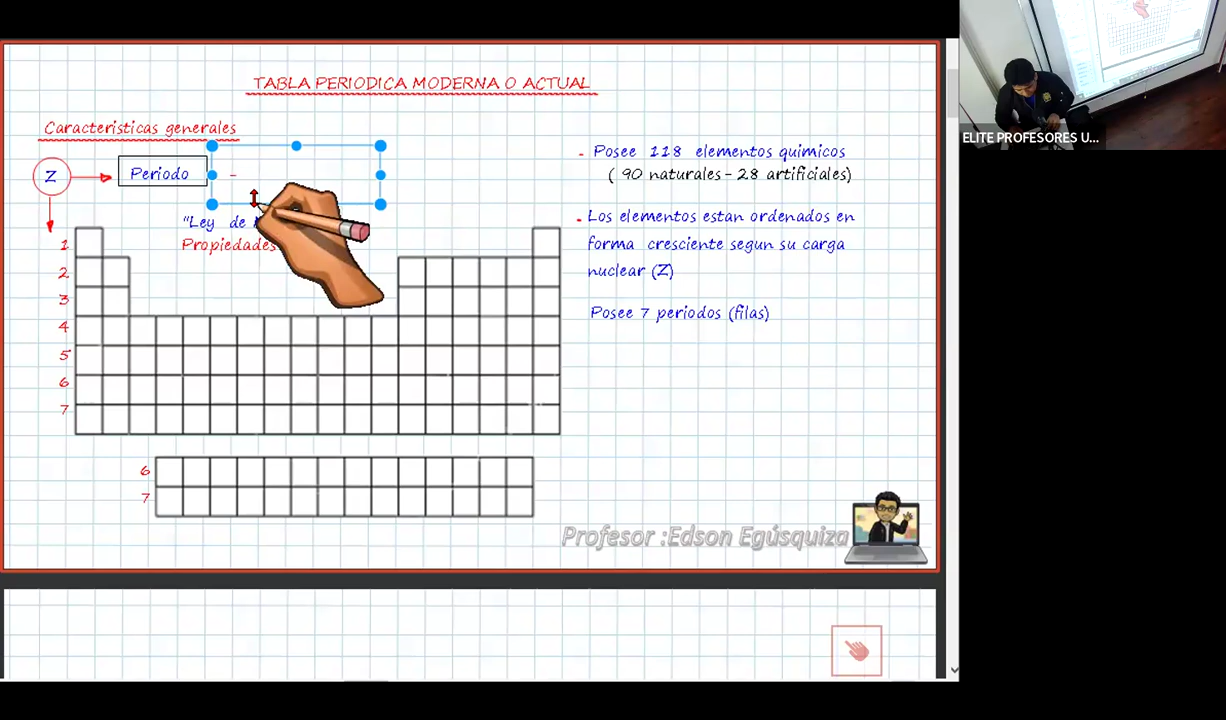 TABLA PERIODICA MODERNA O ACTUAL
Caracteristicas generales
Z
Periodo
-
"Ley de
Propiedades
1
2
3
4
5
6
7
6
7
- Posee 118 elementos quimicos
( 90 naturales - 28 artificiales)
- Los elementos estan ordenados en
forma cresciente segun su carga
nuclear (Z)
Posee 7 periodos (filas)
Profesor :Edson Egúsquiza
ELITE PROFESORES U...